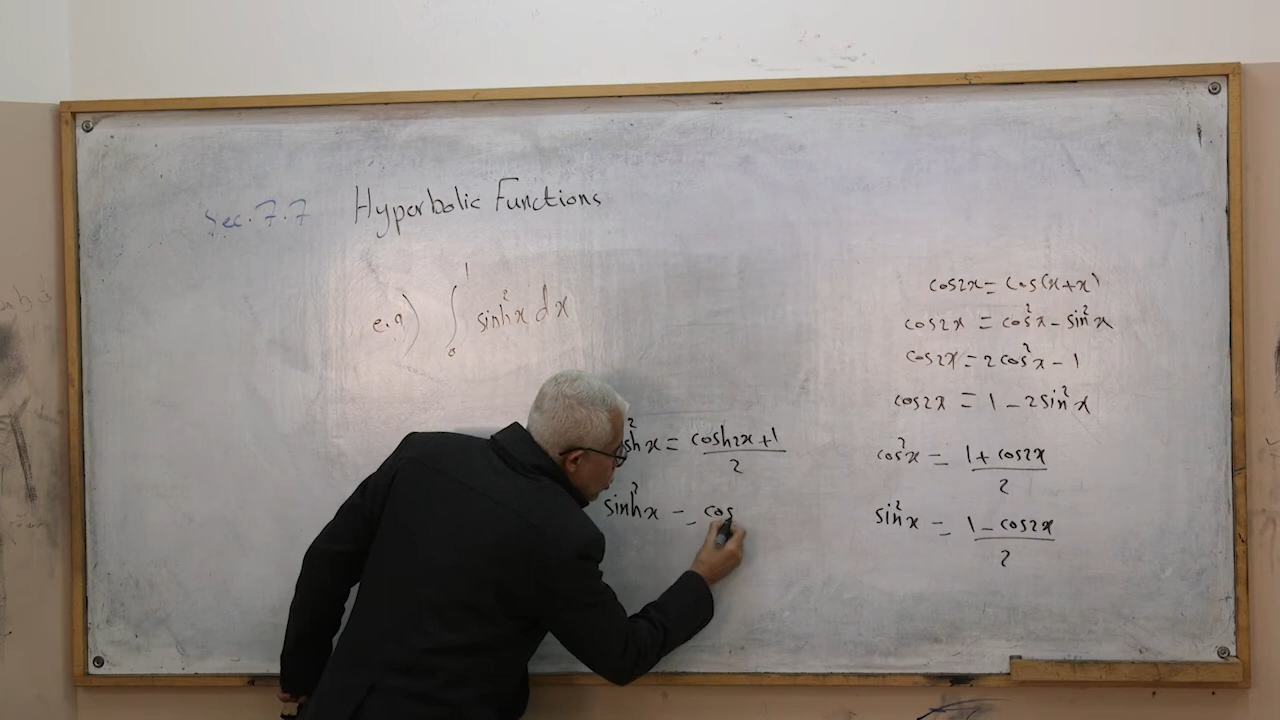 Sec. 7.7 Hyperbolic Functions
e.g) ∫₀¹ sinh²x dx
cos2x = cos(x+x)
cos2x = cos²x - sin²x
cos2x = 2cos²x - 1
cos2x = 1 - 2sin²x
sh²x = cosh2x+1 / 2
cos²x = 1 + cos2x / 2
sinh²x = cos
sin²x = 1 - cos2x / 2